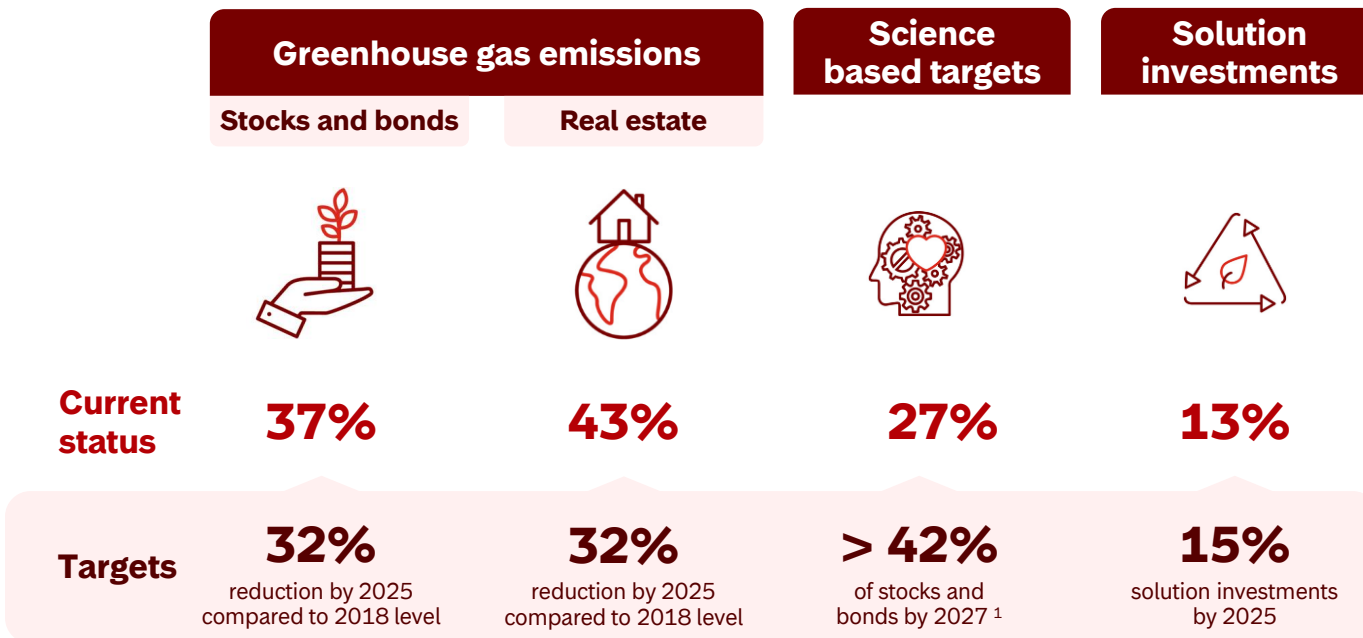 Greenhouse gas emissions
Science
based targets
Solution
investments
Stocks and bonds
Real estate
Current
status
37%
43%
27%
13%
Targets
32%
reduction by 2025
compared to 2018 level
32%
reduction by 2025
compared to 2018 level
> 42%
of stocks and
bonds by 2027 ¹
15%
solution investments
by 2025